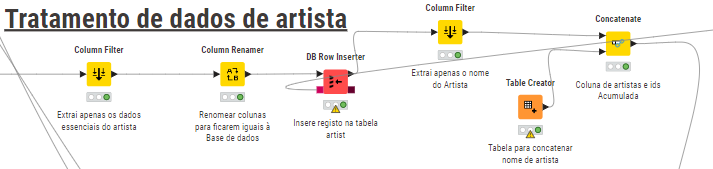 Tratamento de dados de artista
Column Filter
Extrai apenas os dados
essenciais do artista
Column Renamer
Renomear colunas
para ficarem iguais à
Base de dados
DB Row Inserter
Insere registo na tabela
artist
Column Filter
Extrai apenas o nome
do Artista
Table Creator
Tabela para concatenar
nome de artista
Concatenate
Coluna de artistas e ids
Acumulada